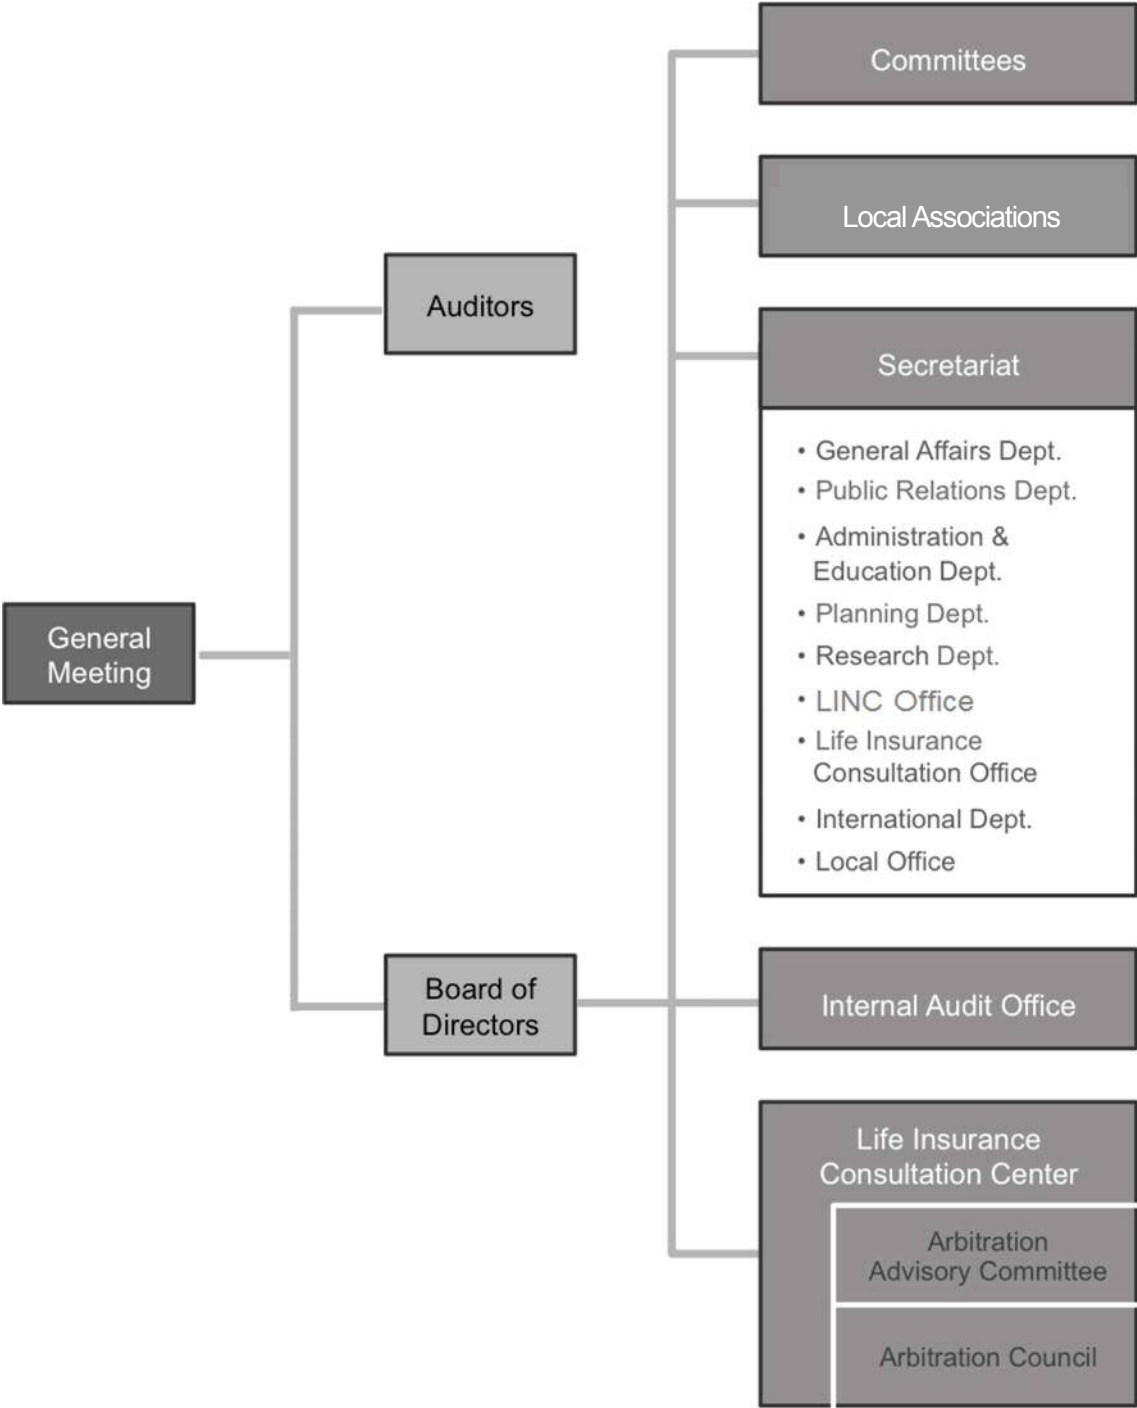 Committees
Local Associations
Auditors
Secretariat
• General Affairs Dept.
• Public Relations Dept.
• Administration &
Education Dept.
• Planning Dept.
• Research Dept.
• LINC Office
• Life Insurance
Consultation Office
• International Dept.
• Local Office
General
Meeting
Board of
Directors
Internal Audit Office
Life Insurance
Consultation Center
Arbitration
Advisory Committee
Arbitration Council